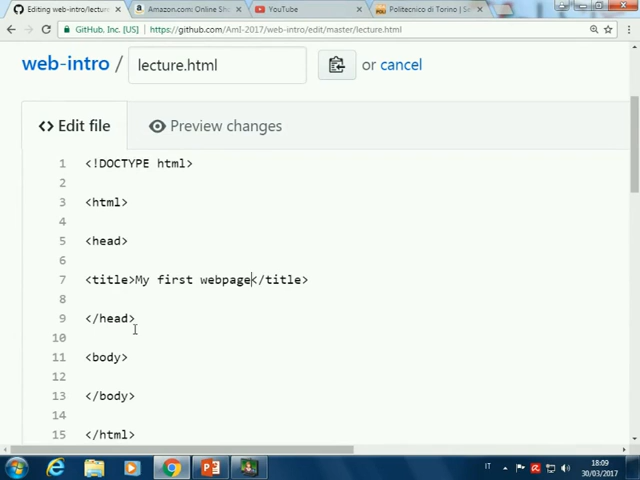 Editing web-intro/lectur
Amazon.com: Online Sh
YouTube
Politecnico di Torino | Se
GitHub, Inc. [US] | https://github.com/AmI-2017/web-intro/edit/master/lecture.html
web-intro / lecture.html or cancel
<> Edit file Preview changes
1 <!DOCTYPE html>
2
3 <html>
4
5 <head>
6
7 <title>My first webpage</title>
8
9 </head>
10
11 <body>
12
13 </body>
14
15 </html>
IT 18:09
30/03/2017